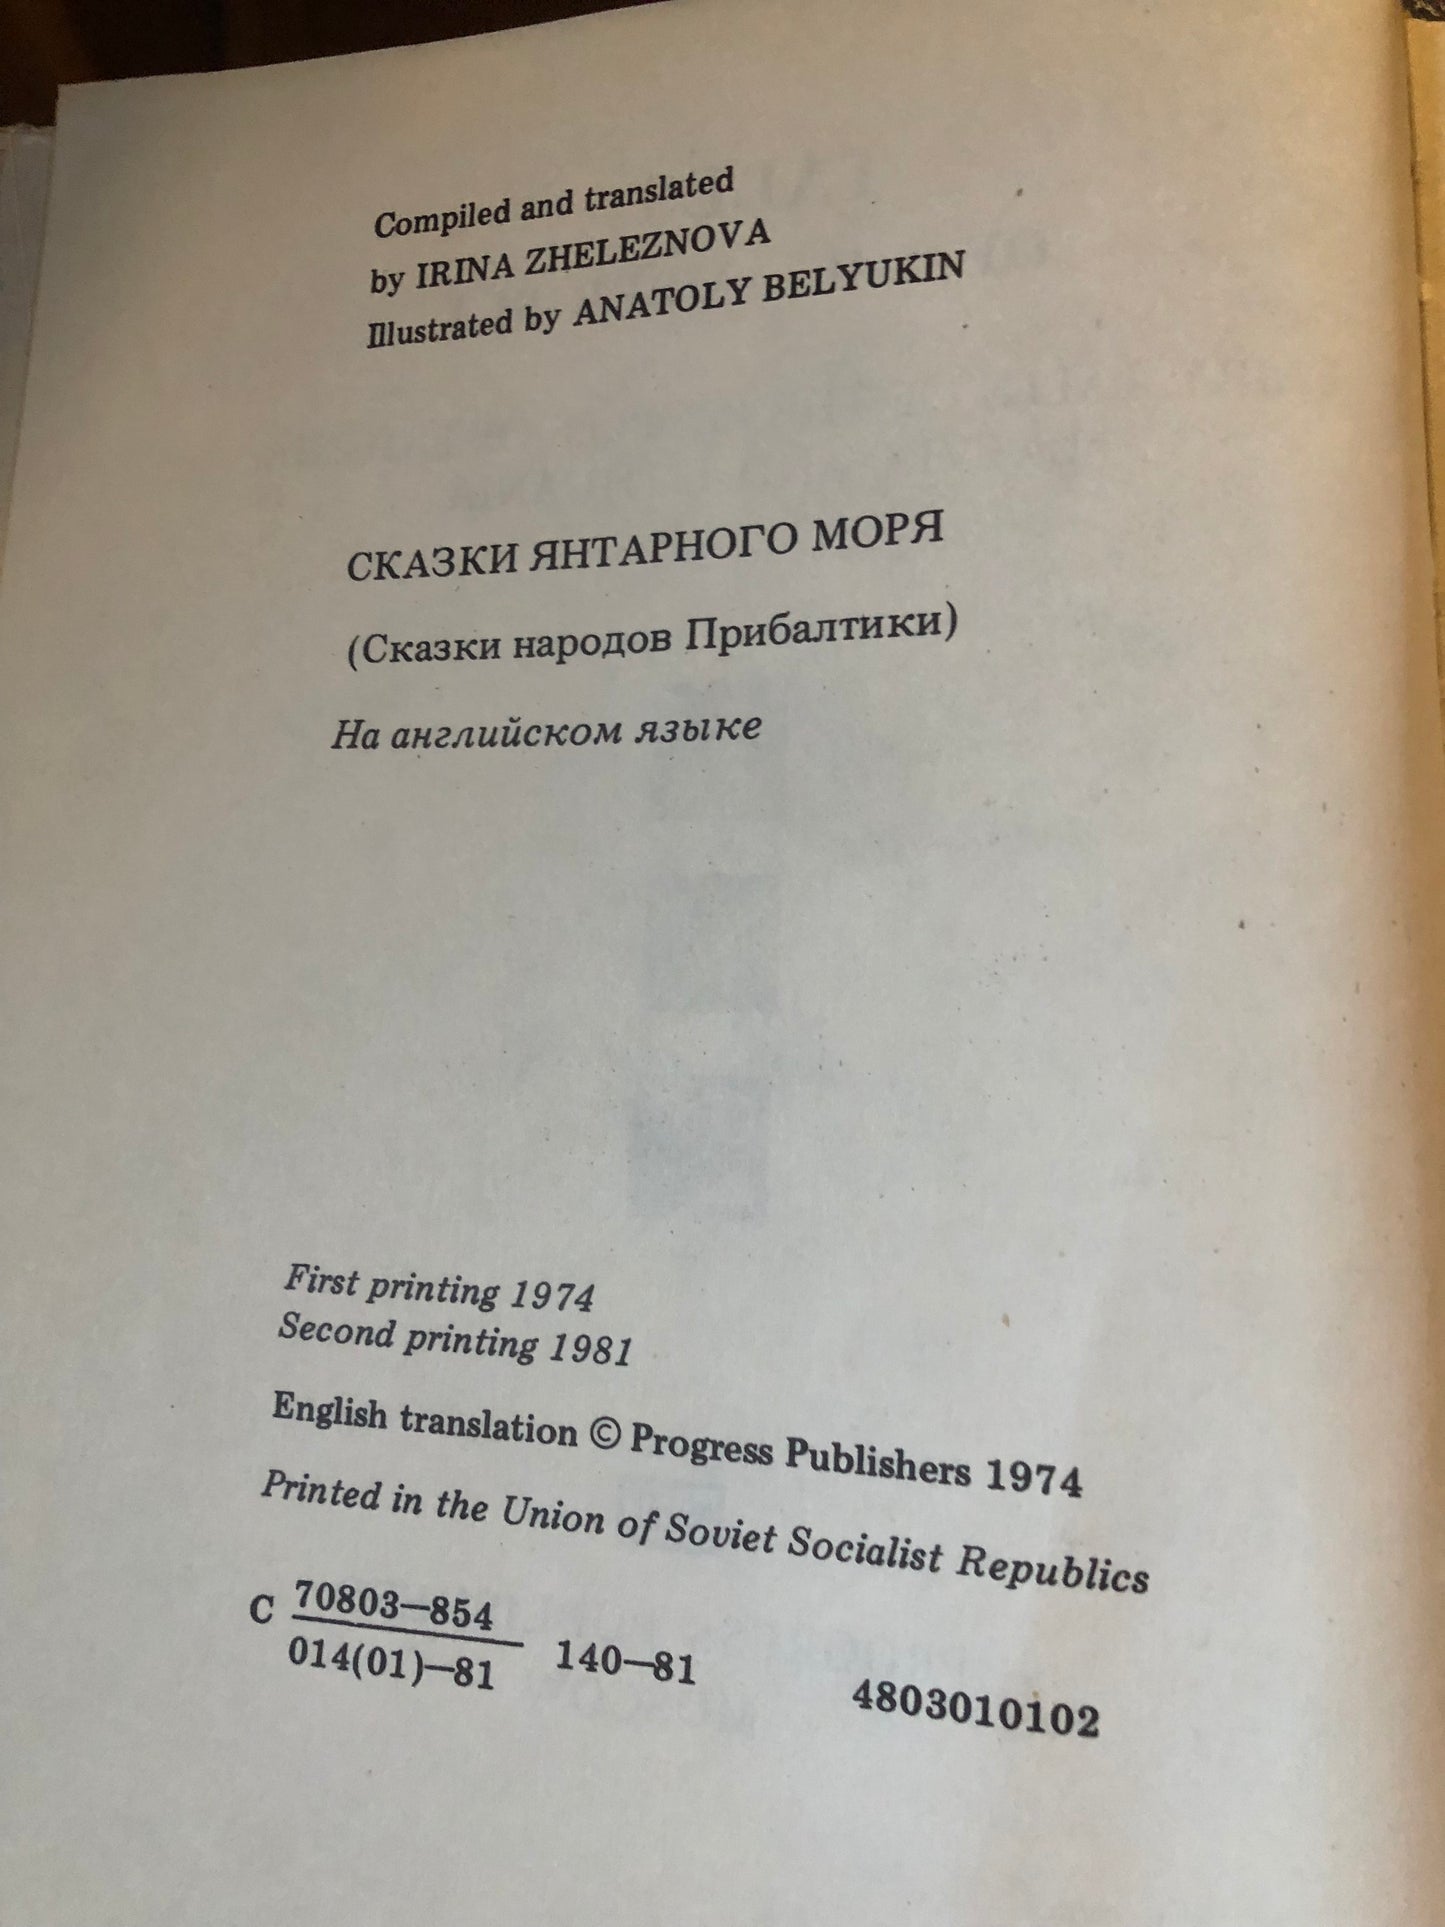 Compiled and translated
by IRINA ZHELEZNOVA
Illustrated by ANATOLY BELYUKIN
СКАЗКИ ЯНТАРНОГО МОРЯ
(Сказки народов Прибалтики)
На английском языке
First printing 1974
Second printing 1981
English translation © Progress Publishers 1974
Printed in the Union of Soviet Socialist Republics
С 70803—854
014(01)—81 140—81 4803010102